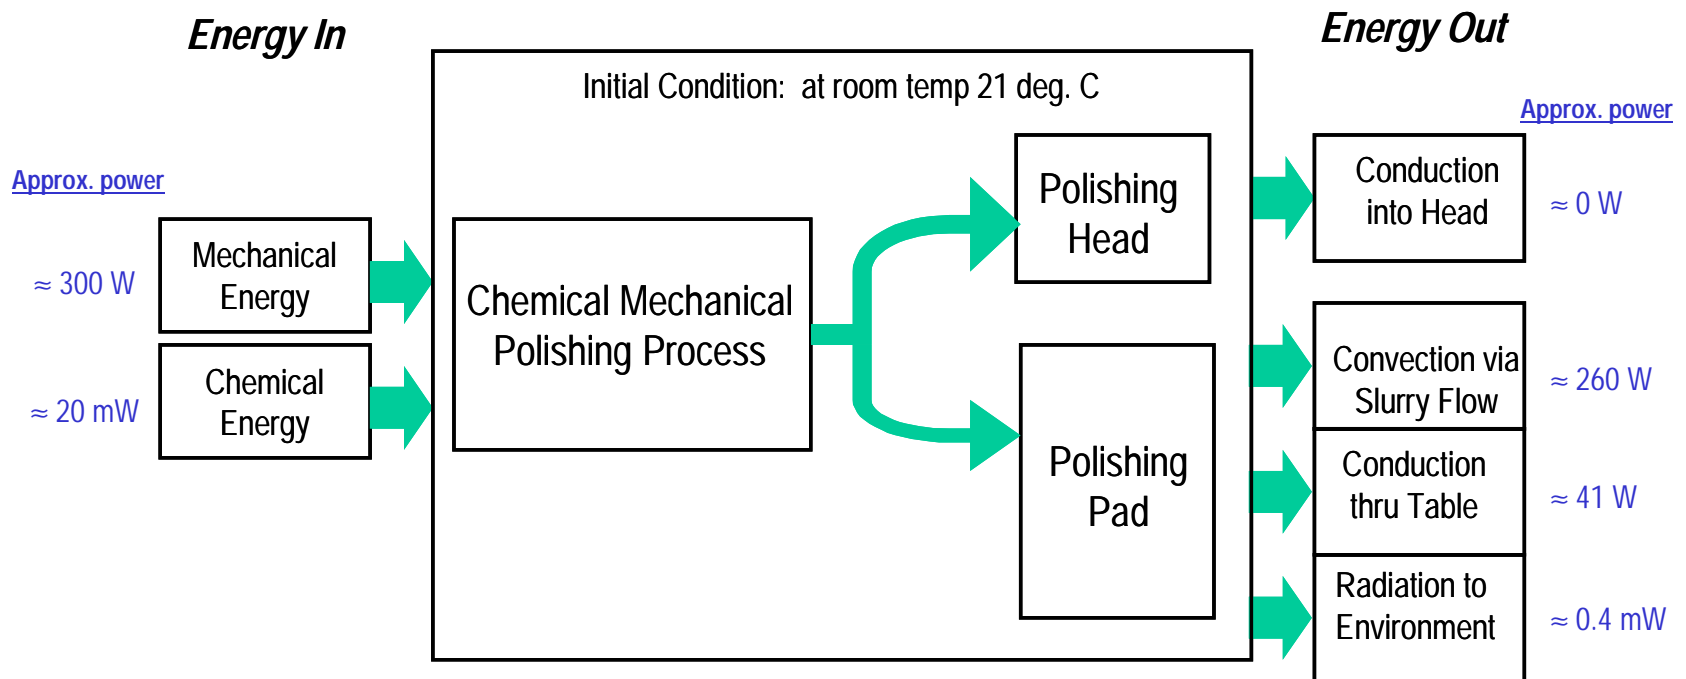 Energy In
Energy Out
Initial Condition: at room temp 21 deg. C
Approx. power
Approx. power
Mechanical
Energy
≈ 300 W
Chemical
Energy
≈ 20 mW
Chemical Mechanical
Polishing Process
Polishing
Head
Polishing
Pad
Conduction
into Head
≈ 0 W
Convection via
Slurry Flow
≈ 260 W
Conduction
thru Table
≈ 41 W
Radiation to
Environment
≈ 0.4 mW